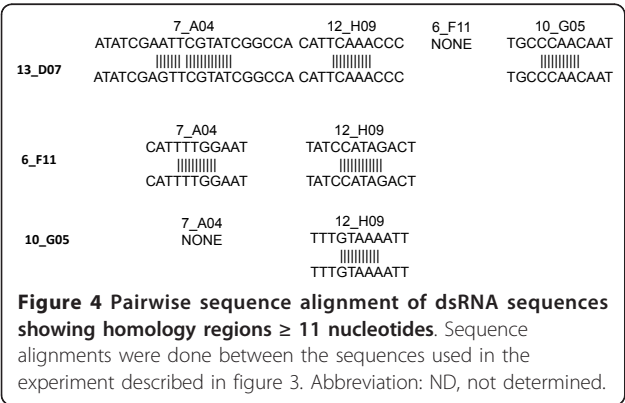 7_A04 12_H09 6_F11 10_G05
ATATCGAATTCGTATCGGCCA CATTCAAACCC NONE TGCCCAACAAT
13_D07
||||||| ||||||||||||| ||||||||||| |||||||||||
ATATCGAGTTCGTATCGGCCA CATTCAAACCC TGCCCAACAAT
7_A04 12_H09
CATTTTGGAAT TATCCATAGACT
6_F11
||||||||||| ||||||||||||
CATTTTGGAAT TATCCATAGACT
7_A04 12_H09
10_G05 NONE TTTGTAAAATT
|||||||||||
TTTGTAAAATT
Figure 4 Pairwise sequence alignment of dsRNA sequences
showing homology regions ≥ 11 nucleotides. Sequence
alignments were done between the sequences used in the
experiment described in figure 3. Abbreviation: ND, not determined.